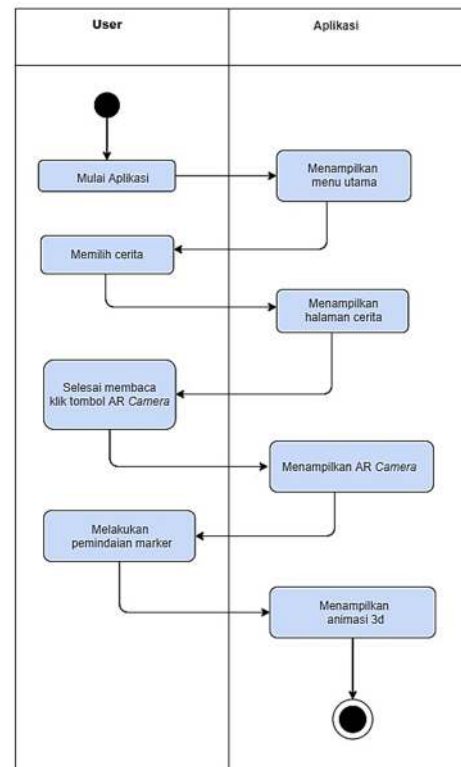 User
Aplikasi
Mulai Aplikasi
Menampilkan
menu utama
Memilih cerita
Menampilkan
halaman cerita
Selesai membaca
klik tombol AR Camera
Menampilkan AR Camera
Melakukan
pemindaian marker
Menampilkan
animasi 3d